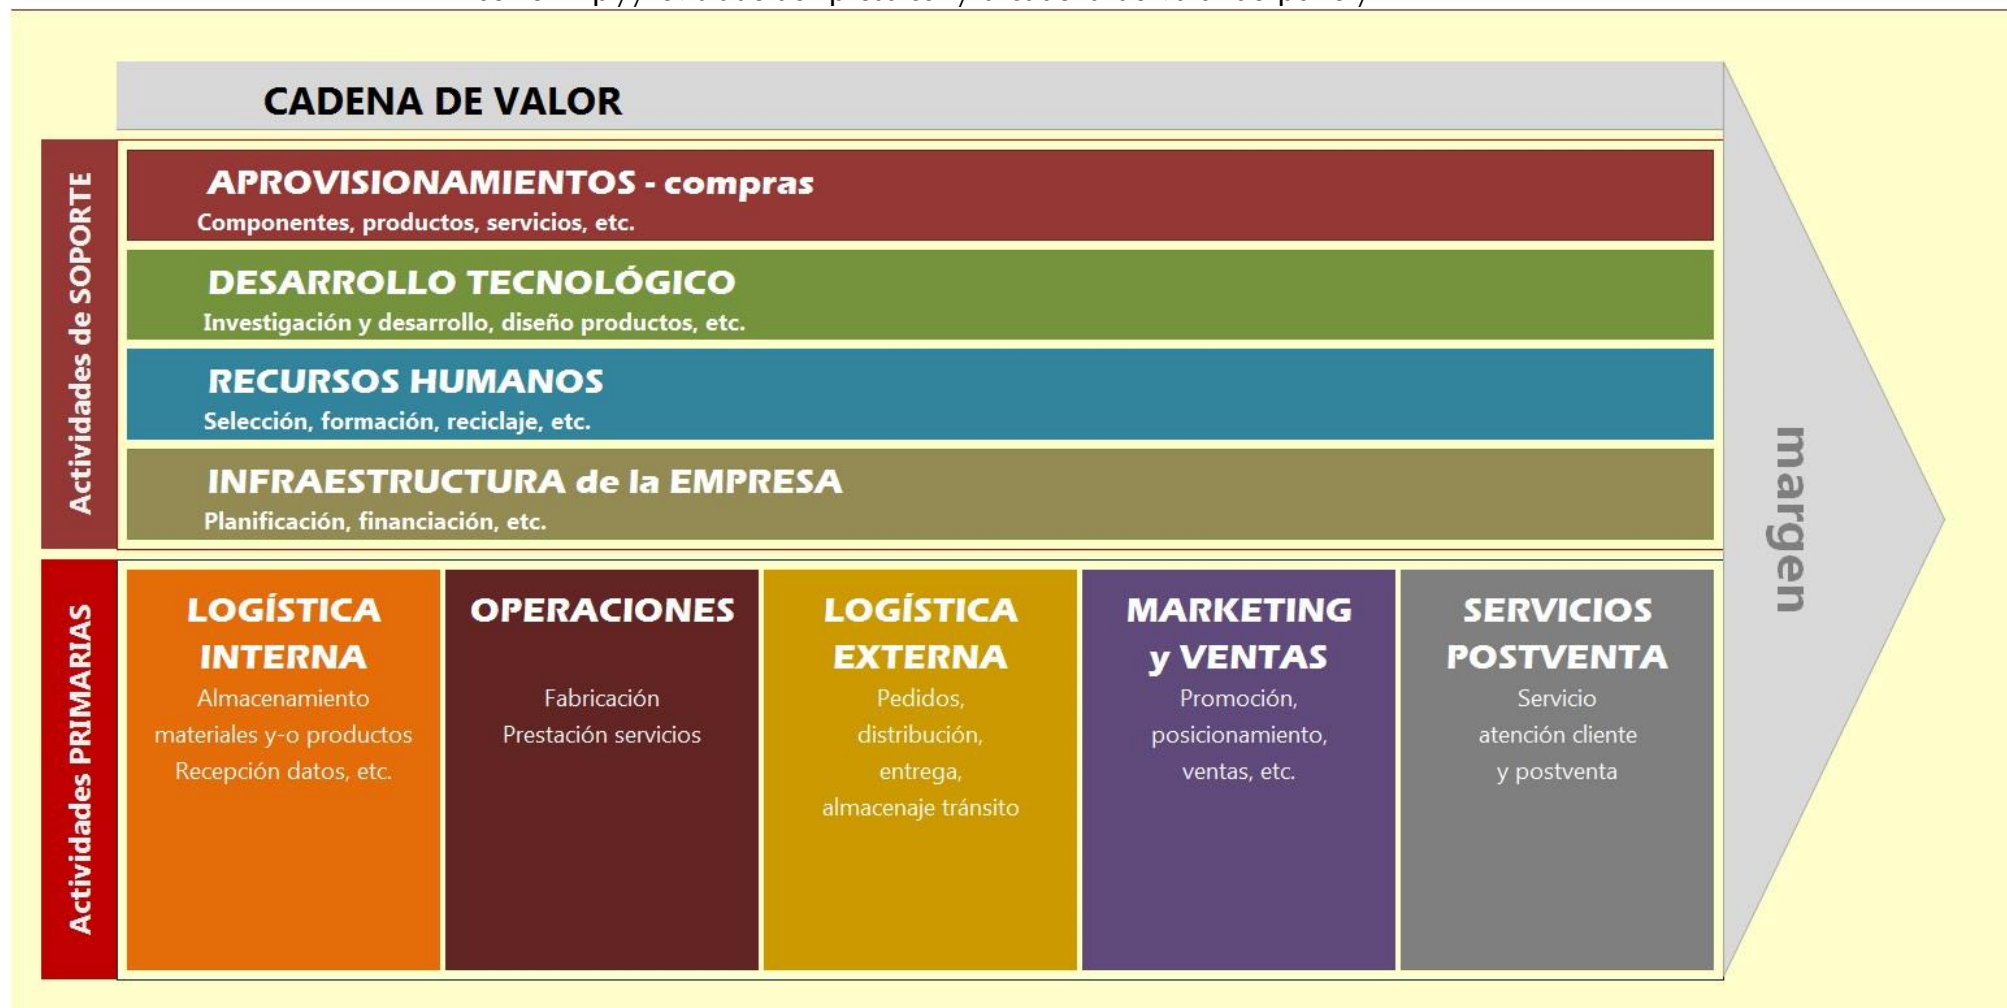 CADENA DE VALOR
Actividades de SOPORTE
APROVISIONAMIENTOS - compras
Componentes, productos, servicios, etc.
DESARROLLO TECNOLÓGICO
Investigación y desarrollo, diseño productos, etc.
RECURSOS HUMANOS
Selección, formación, reciclaje, etc.
INFRAESTRUCTURA de la EMPRESA
Planificación, financiación, etc.
Actividades PRIMARIAS
LOGÍSTICA
INTERNA
Almacenamiento
materiales y-o productos
Recepción datos, etc.
OPERACIONES
Fabricación
Prestación servicios
LOGÍSTICA
EXTERNA
Pedidos,
distribución,
entrega,
almacenaje tránsito
MARKETING
y VENTAS
Promoción,
posicionamiento,
ventas, etc.
SERVICIOS
POSTVENTA
Servicio
atención cliente
y postventa
margen